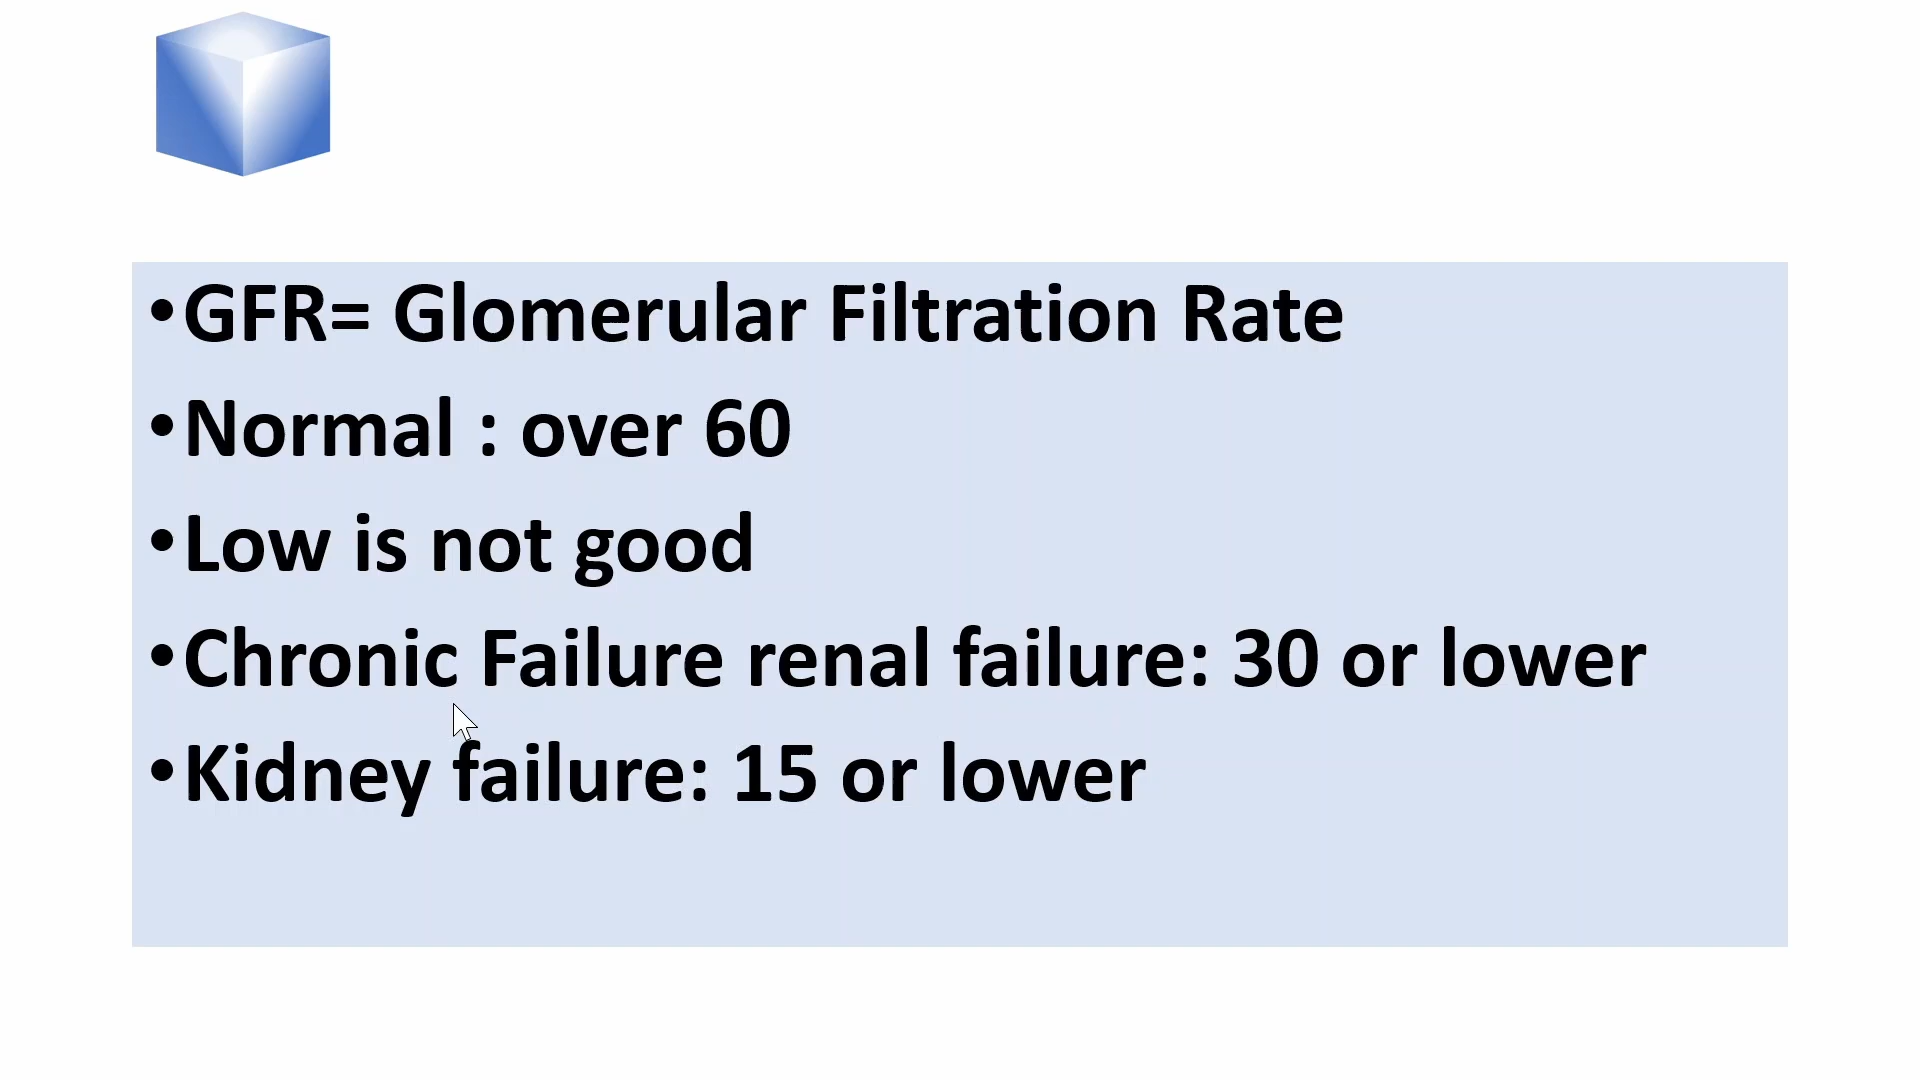 •GFR= Glomerular Filtration Rate
•Normal : over 60
•Low is not good
•Chronic Failure renal failure: 30 or lower
•Kidney failure: 15 or lower